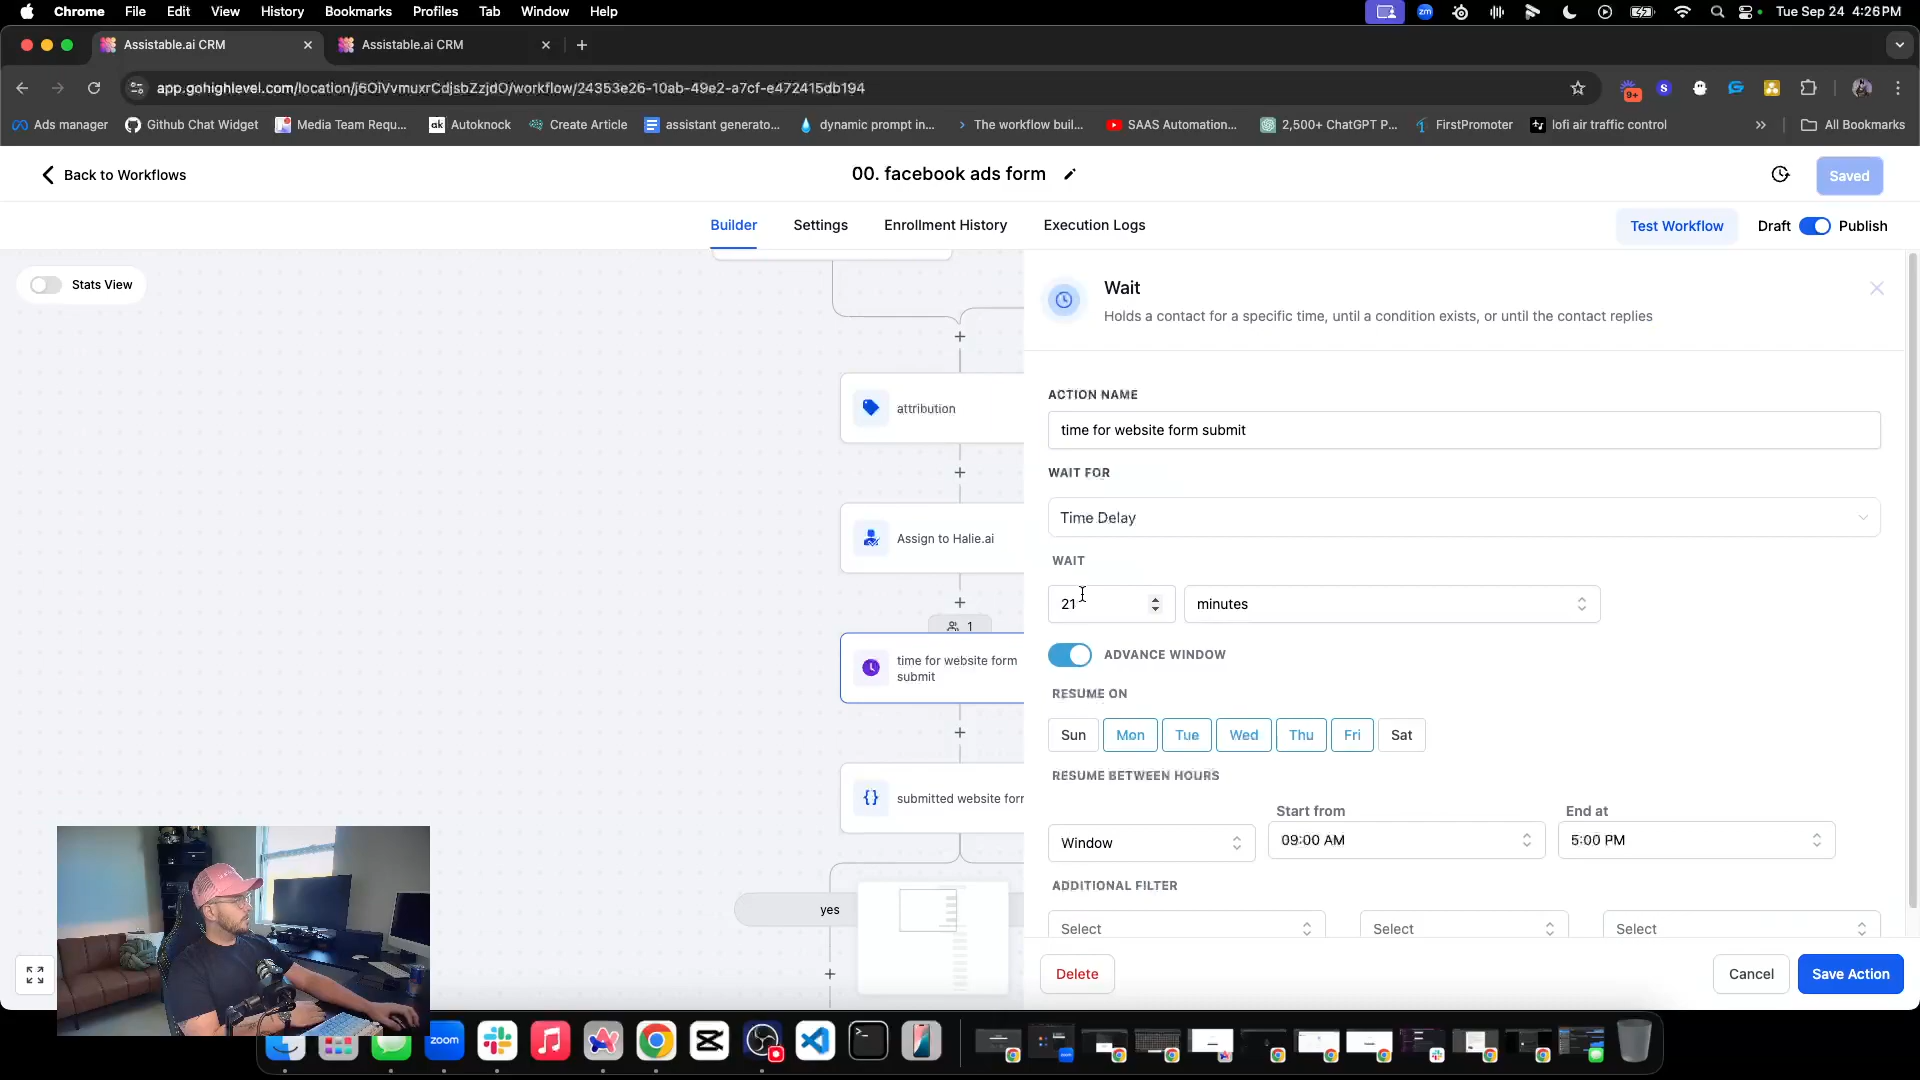 Chrome File Edit View History Bookmarks Profiles Tab Window Help
zm
Tue Sep 24 4:26 PM
Assistable.ai CRM
Assistable.ai CRM
app.gohighlevel.com/location/j6OiVvmuxrCdjsbZzjdO/workflow/24353e26-10ab-49e2-a7cf-e472415db194
9+
S
Ads manager
Github Chat Widget
Media Team Requ...
ak Autoknock
Create Article
assistant generato...
dynamic prompt in...
The workflow buil...
SAAS Automation...
2,500+ ChatGPT P...
FirstPromoter
lofi air traffic control
All Bookmarks
Back to Workflows
00. facebook ads form
Saved
Builder
Settings
Enrollment History
Execution Logs
Test Workflow
Draft
Publish
Stats View
attribution
Assign to Halie.ai
1
time for website form
submit
submitted website for
yes
Wait
Holds a contact for a specific time, until a condition exists, or until the contact replies
ACTION NAME
time for website form submit
WAIT FOR
Time Delay
WAIT
21
minutes
ADVANCE WINDOW
RESUME ON
Sun Mon Tue Wed Thu Fri Sat
RESUME BETWEEN HOURS
Start from
End at
Window
09:00 AM
5:00 PM
ADDITIONAL FILTER
Select
Select
Select
Delete
Cancel
Save Action
zoom